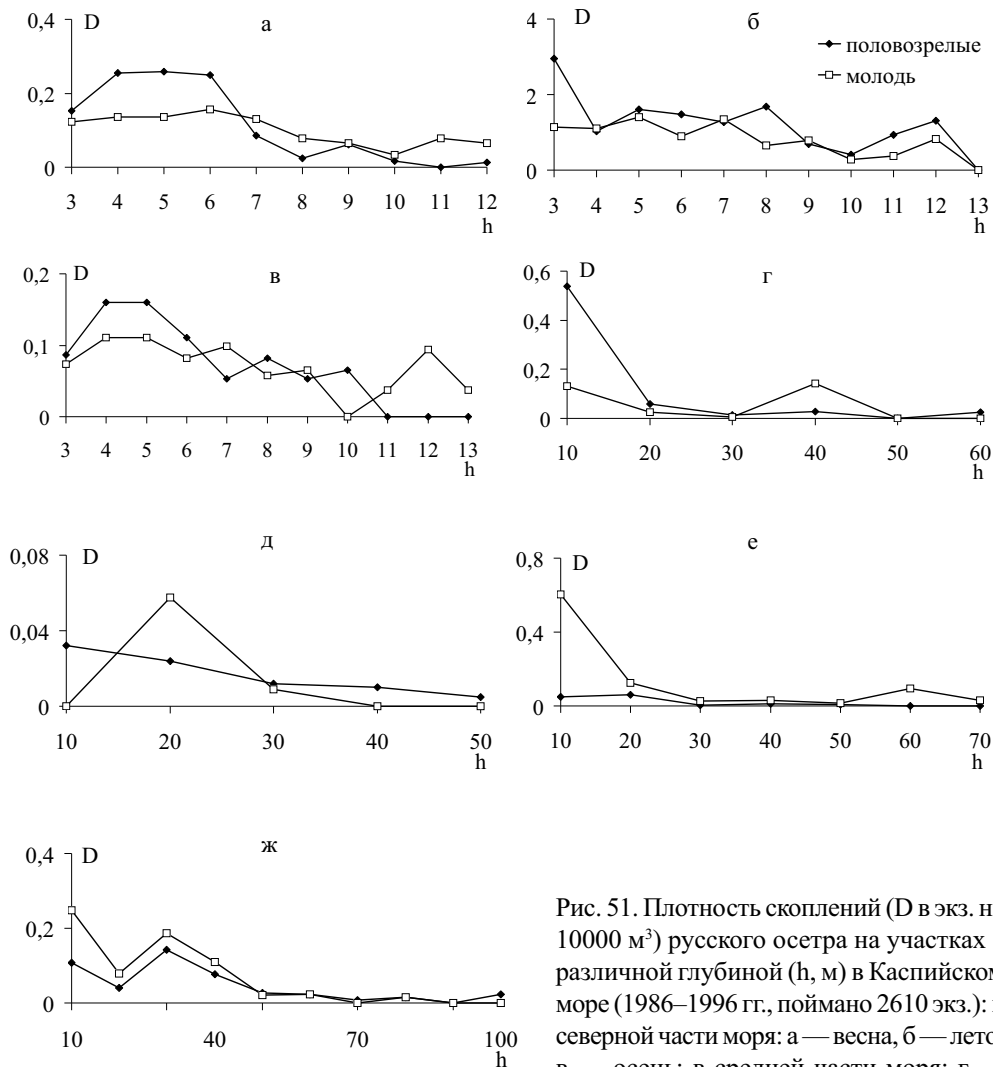 0,4 D а
0,2
0
3 4 5 6 7 8 9 10 11 12
h
4 D б
половозрелые
молодь
2
0
3 4 5 6 7 8 9 10 11 12 13
h
0,2 D в
0,1
0
3 4 5 6 7 8 9 10 11 12 13
h
0,6 D г
0,4
0,2
0
10 20 30 40 50 60
h
0,08 D д
0,04
0
10 20 30 40 50
h
0,8 D е
0,4
0
10 20 30 40 50 60 70
h
0,4 D ж
0,2
0
10 40 70 100
h
Рис. 51. Плотность скоплений (D в экз. н
10000 м³) русского осетра на участках
различной глубиной (h, м) в Каспийском
море (1986–1996 гг., поймано 2610 экз.):
северной части моря: а — весна, б — лето